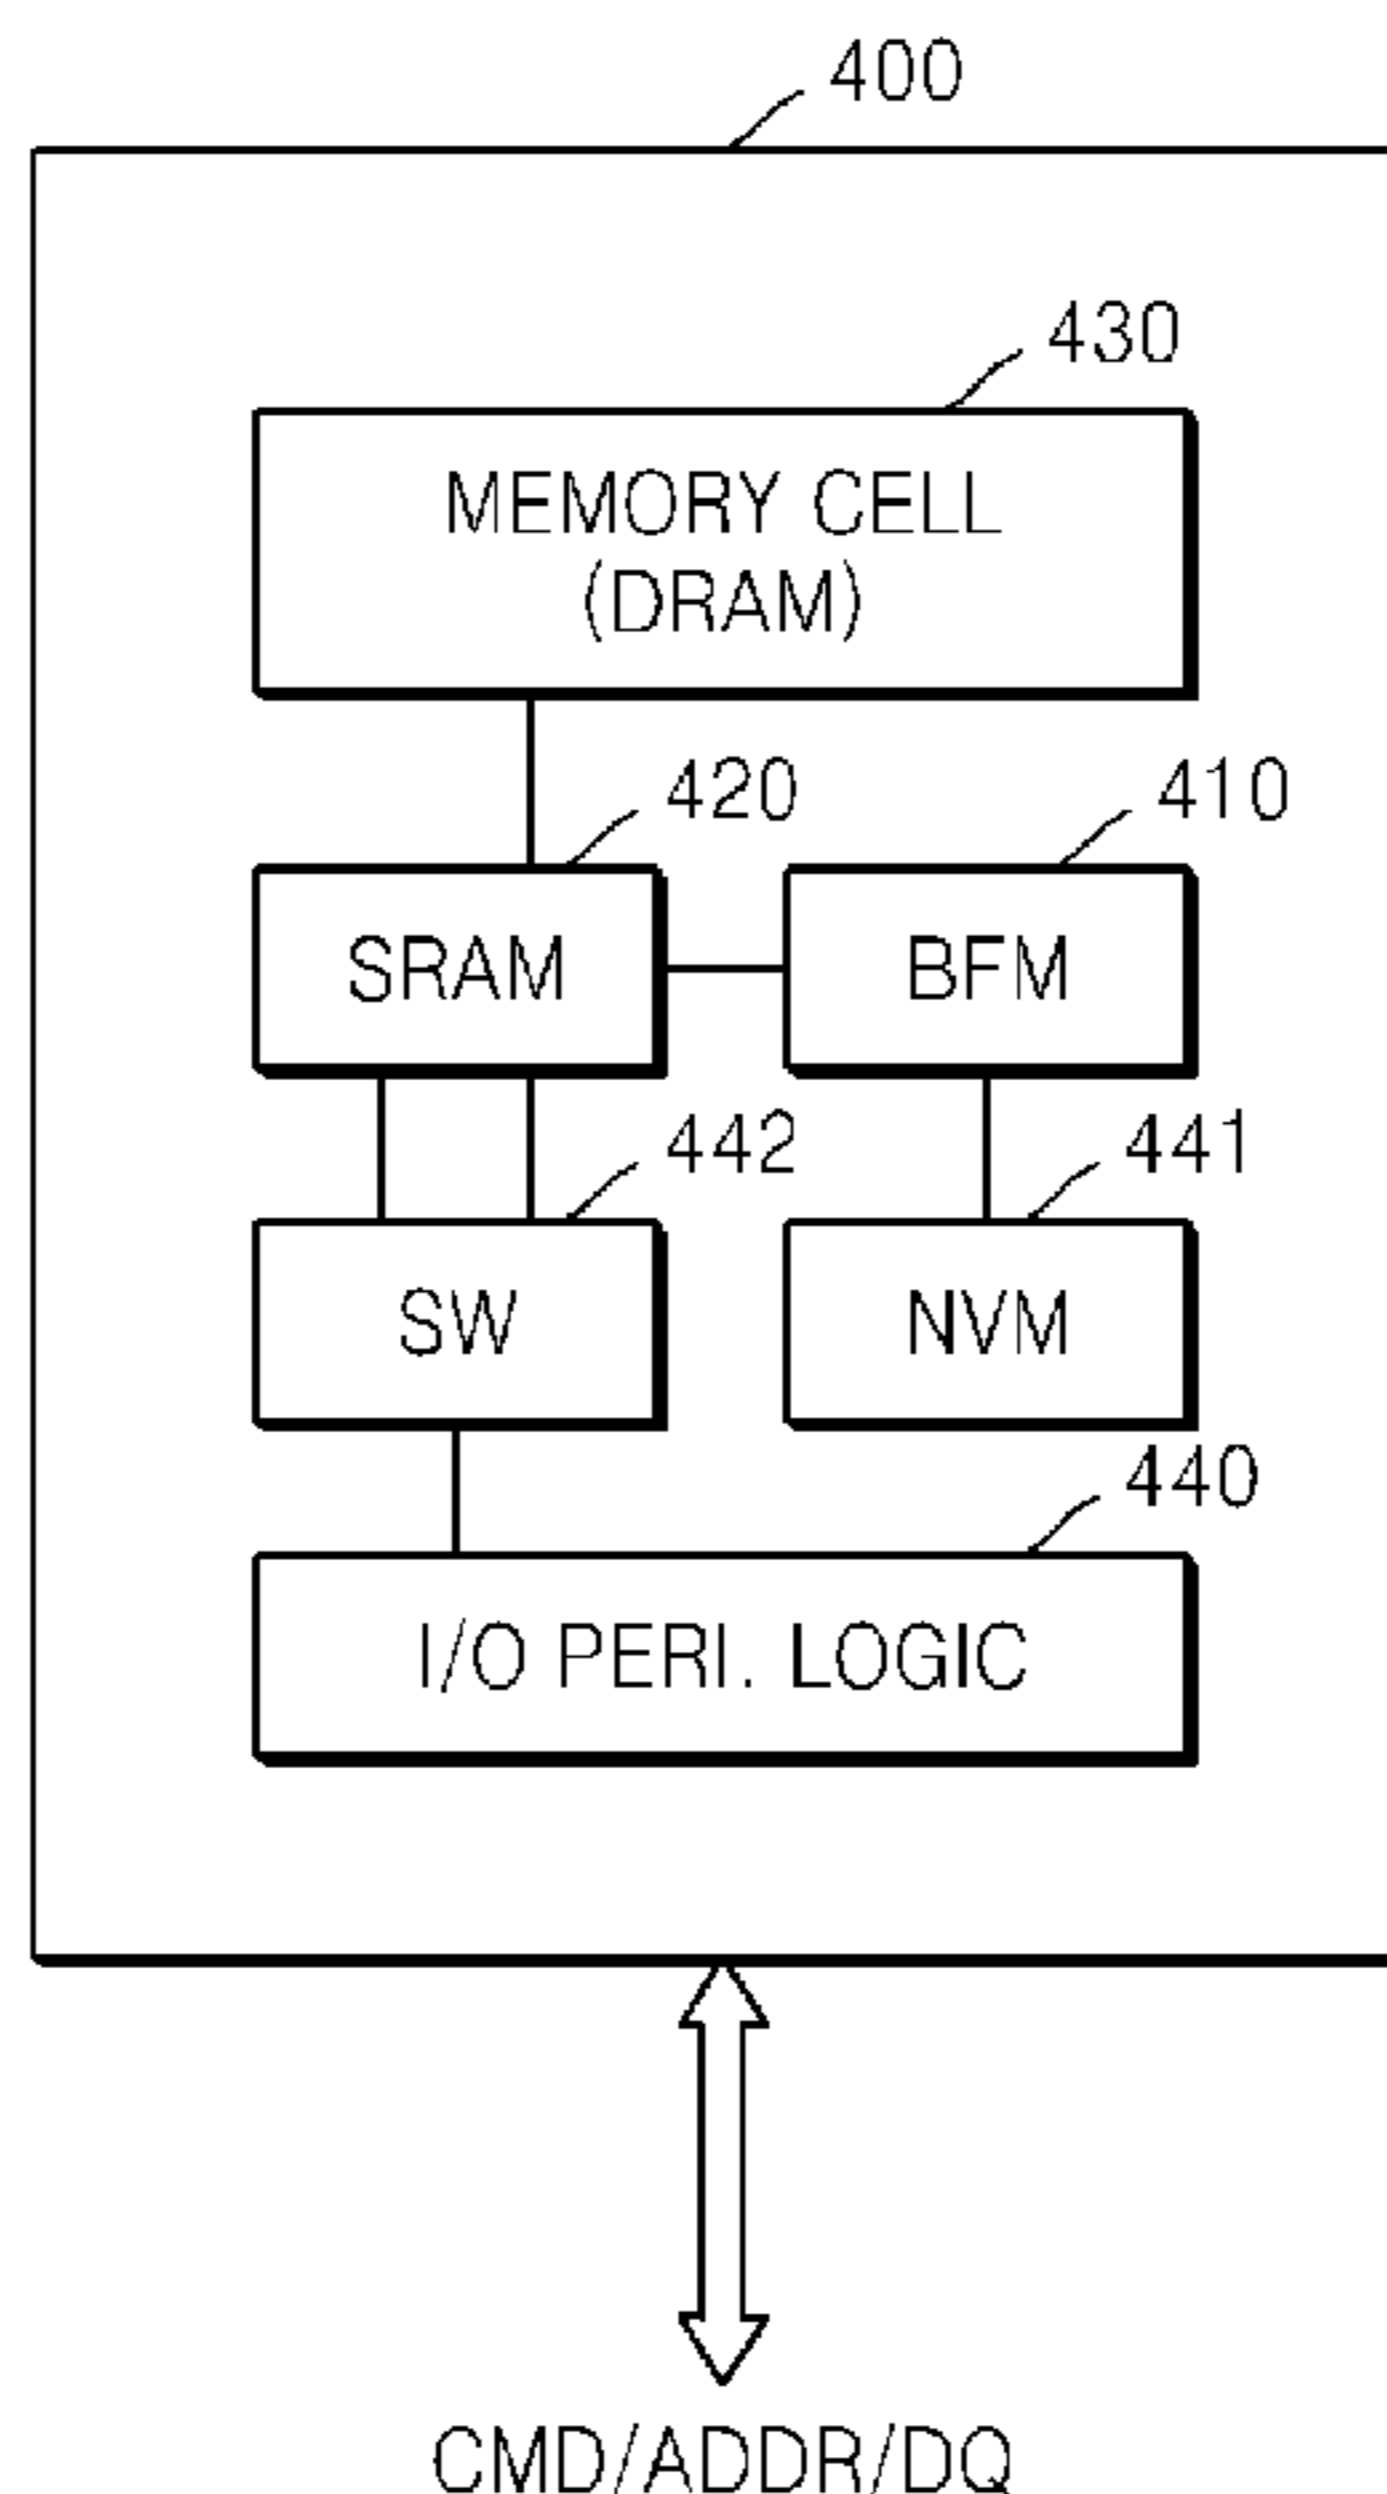 400
430
MEMORY CELL
(DRAM)
420
410
SRAM
BFM
442
441
SW
NVM
440
I/O PERI. LOGIC
CMD/ADDR/DQ